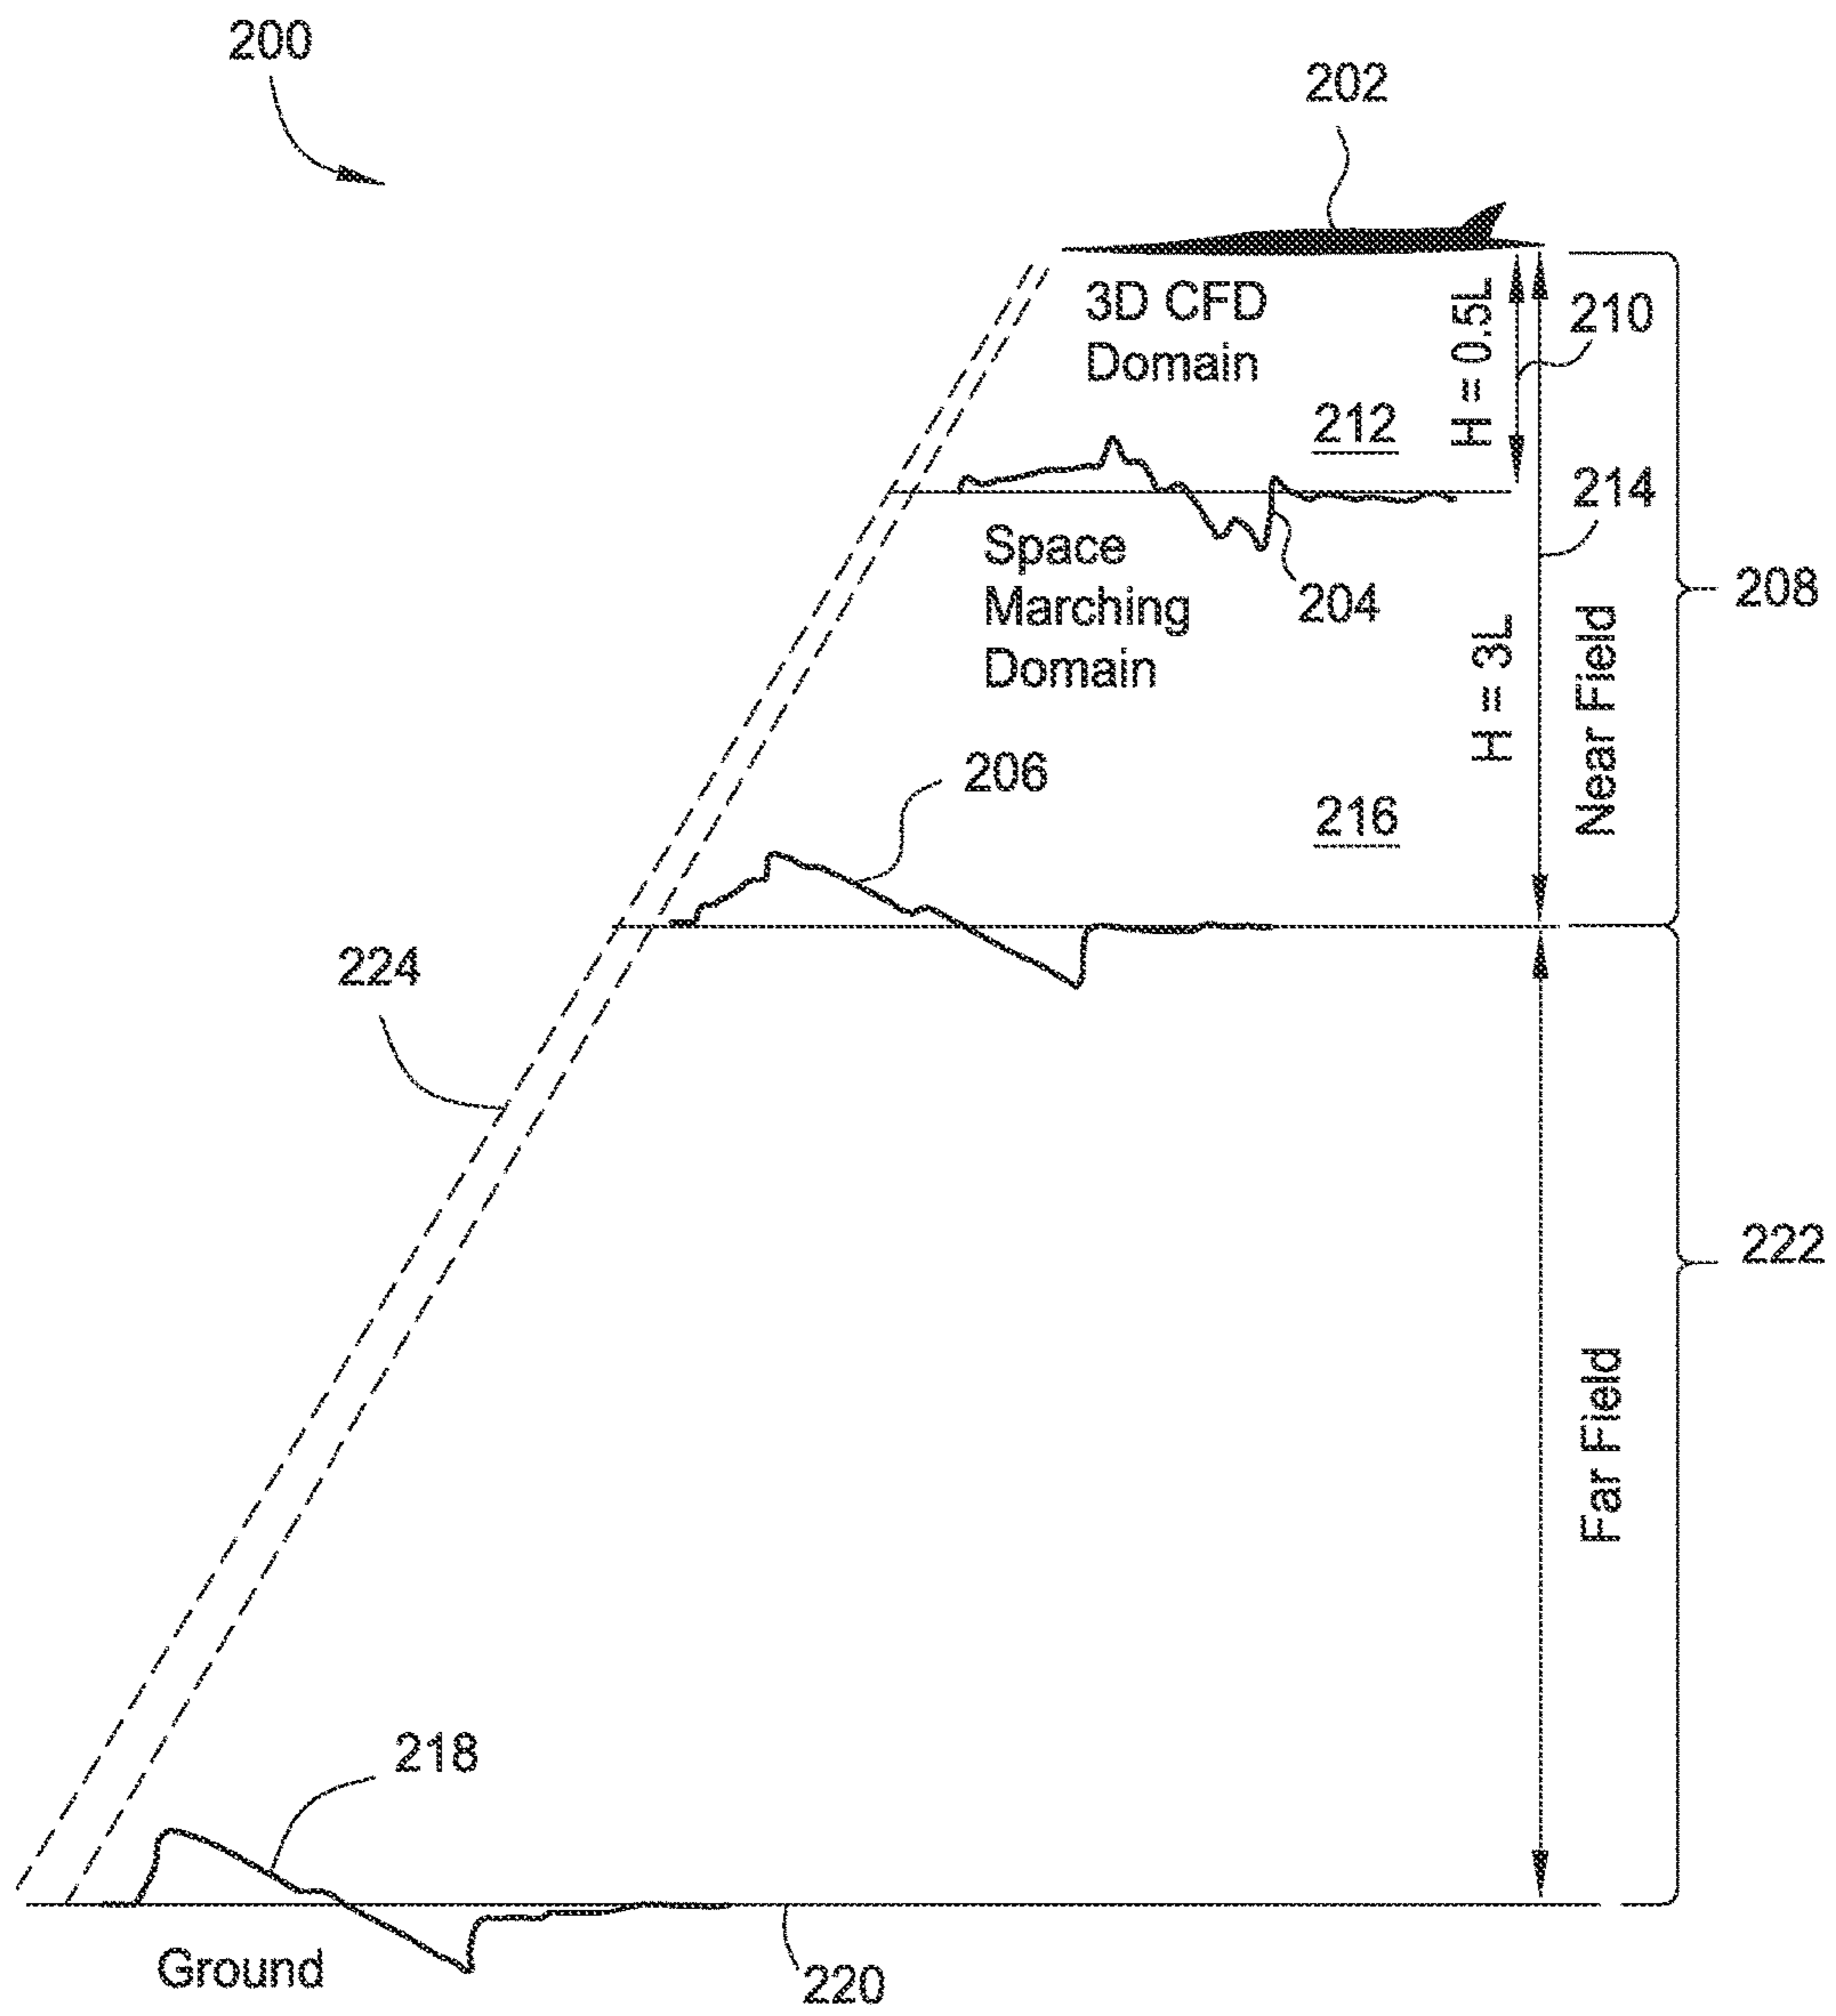 200
202
3D CFD
Domain
H = 0.5L
210
212
214
Space
Marching
Domain
204
208
H = 3L
Near Field
206
216
224
222
Far Field
218
Ground
220